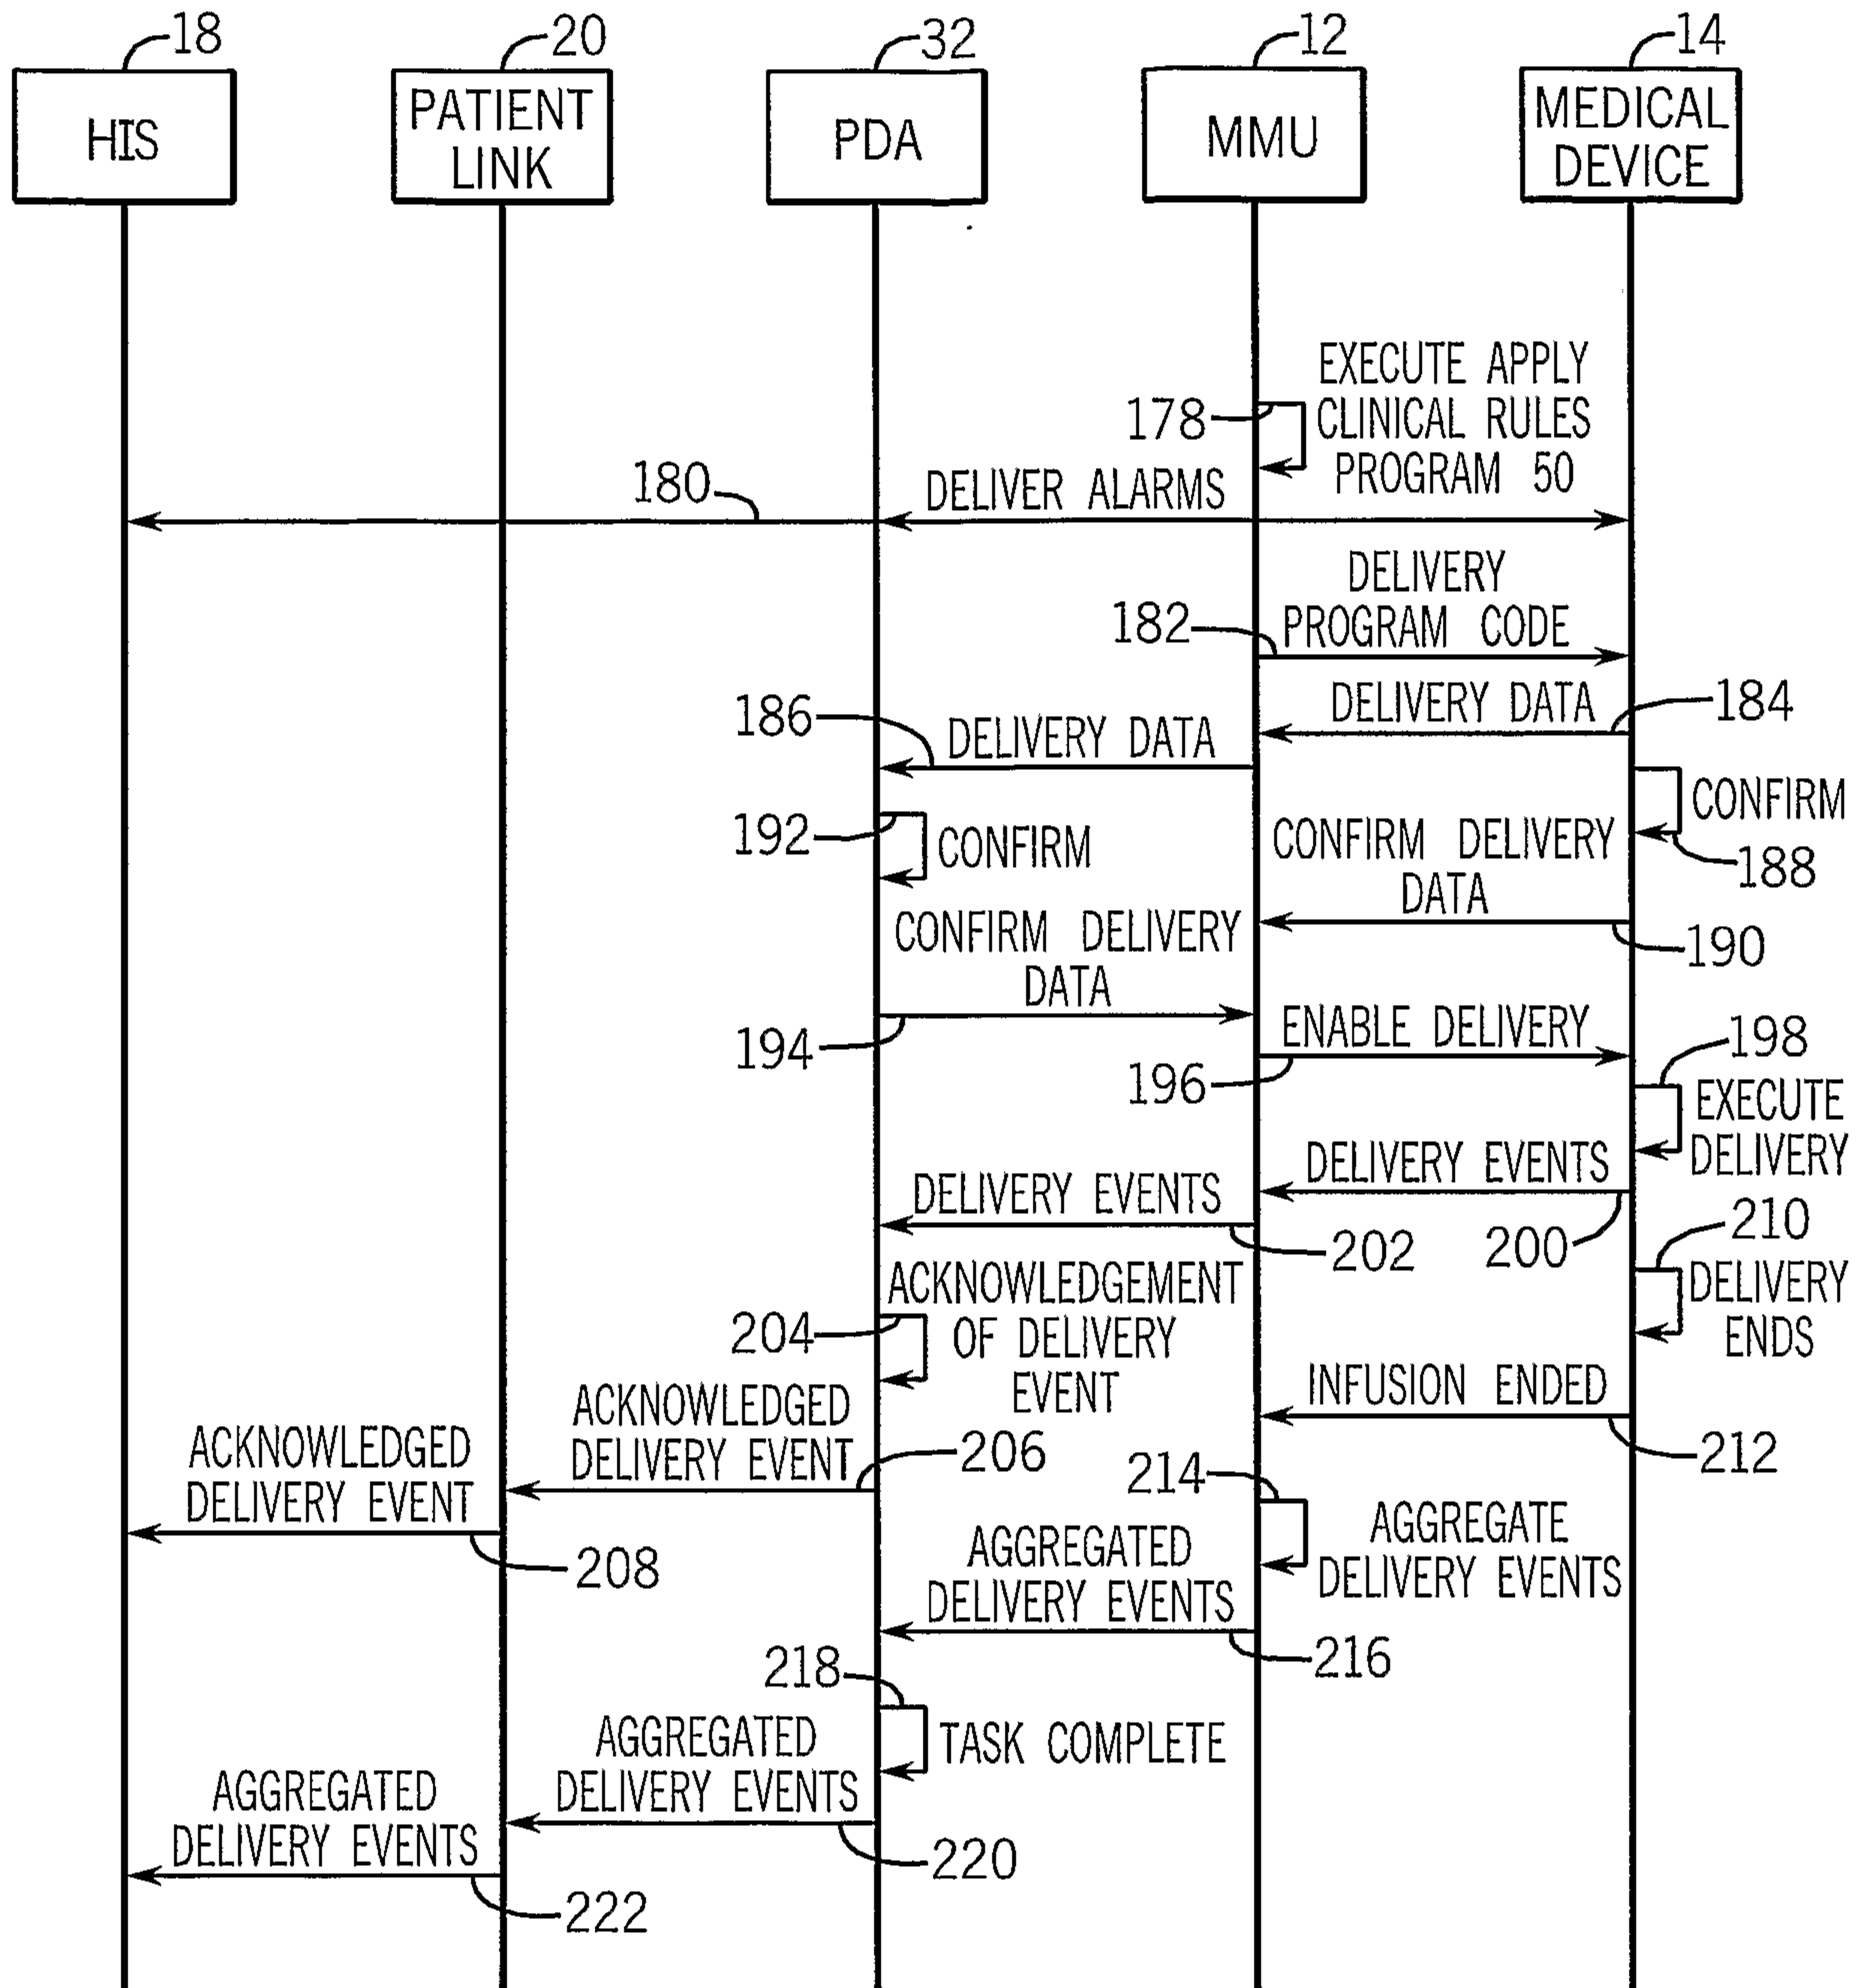 18
20
32
12
14
HIS
PATIENT
LINK
PDA
MMU
MEDICAL
DEVICE
178
EXECUTE APPLY
CLINICAL RULES
PROGRAM 50
180
DELIVER ALARMS
182
DELIVERY
PROGRAM CODE
DELIVERY DATA
184
186
DELIVERY DATA
CONFIRM
188
192
CONFIRM
CONFIRM DELIVERY
DATA
190
CONFIRM DELIVERY
DATA
194
ENABLE DELIVERY
196
198
EXECUTE
DELIVERY
DELIVERY EVENTS
200
DELIVERY EVENTS
202
210
DELIVERY
ENDS
204
ACKNOWLEDGEMENT
OF DELIVERY
EVENT
INFUSION ENDED
212
ACKNOWLEDGED
DELIVERY EVENT
206
ACKNOWLEDGED
DELIVERY EVENT
208
214
AGGREGATE
DELIVERY EVENTS
AGGREGATED
DELIVERY EVENTS
216
218
TASK COMPLETE
AGGREGATED
DELIVERY EVENTS
220
AGGREGATED
DELIVERY EVENTS
222